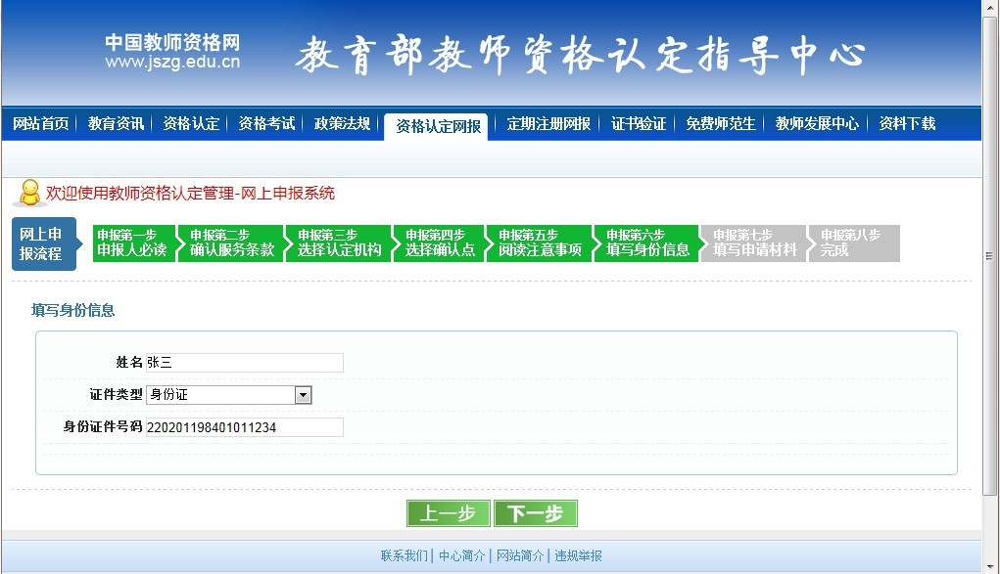 中国教师资格网
www.jszg.edu.cn
教育部教师资格认定指导中心
网站首页 教育资讯 资格认定 资格考试 政策法规 资格认定网报 定期注册网报 证书验证 免费师范生 教师发展中心 资料下载
欢迎使用教师资格认定管理-网上申报系统
网上申
报流程
申报第一步
申报人必读
申报第二步
确认服务条款
申报第三步
选择认定机构
申报第四步
选择确认点
申报第五步
阅读注意事项
申报第六步
填写身份信息
申报第七步
填写申请材料
申报第八步
完成
填写身份信息
姓名 张三
证件类型 身份证
身份证件号码 220201198401011234
上一步 下一步
联系我们| 中心简介| 网站简介| 违规举报